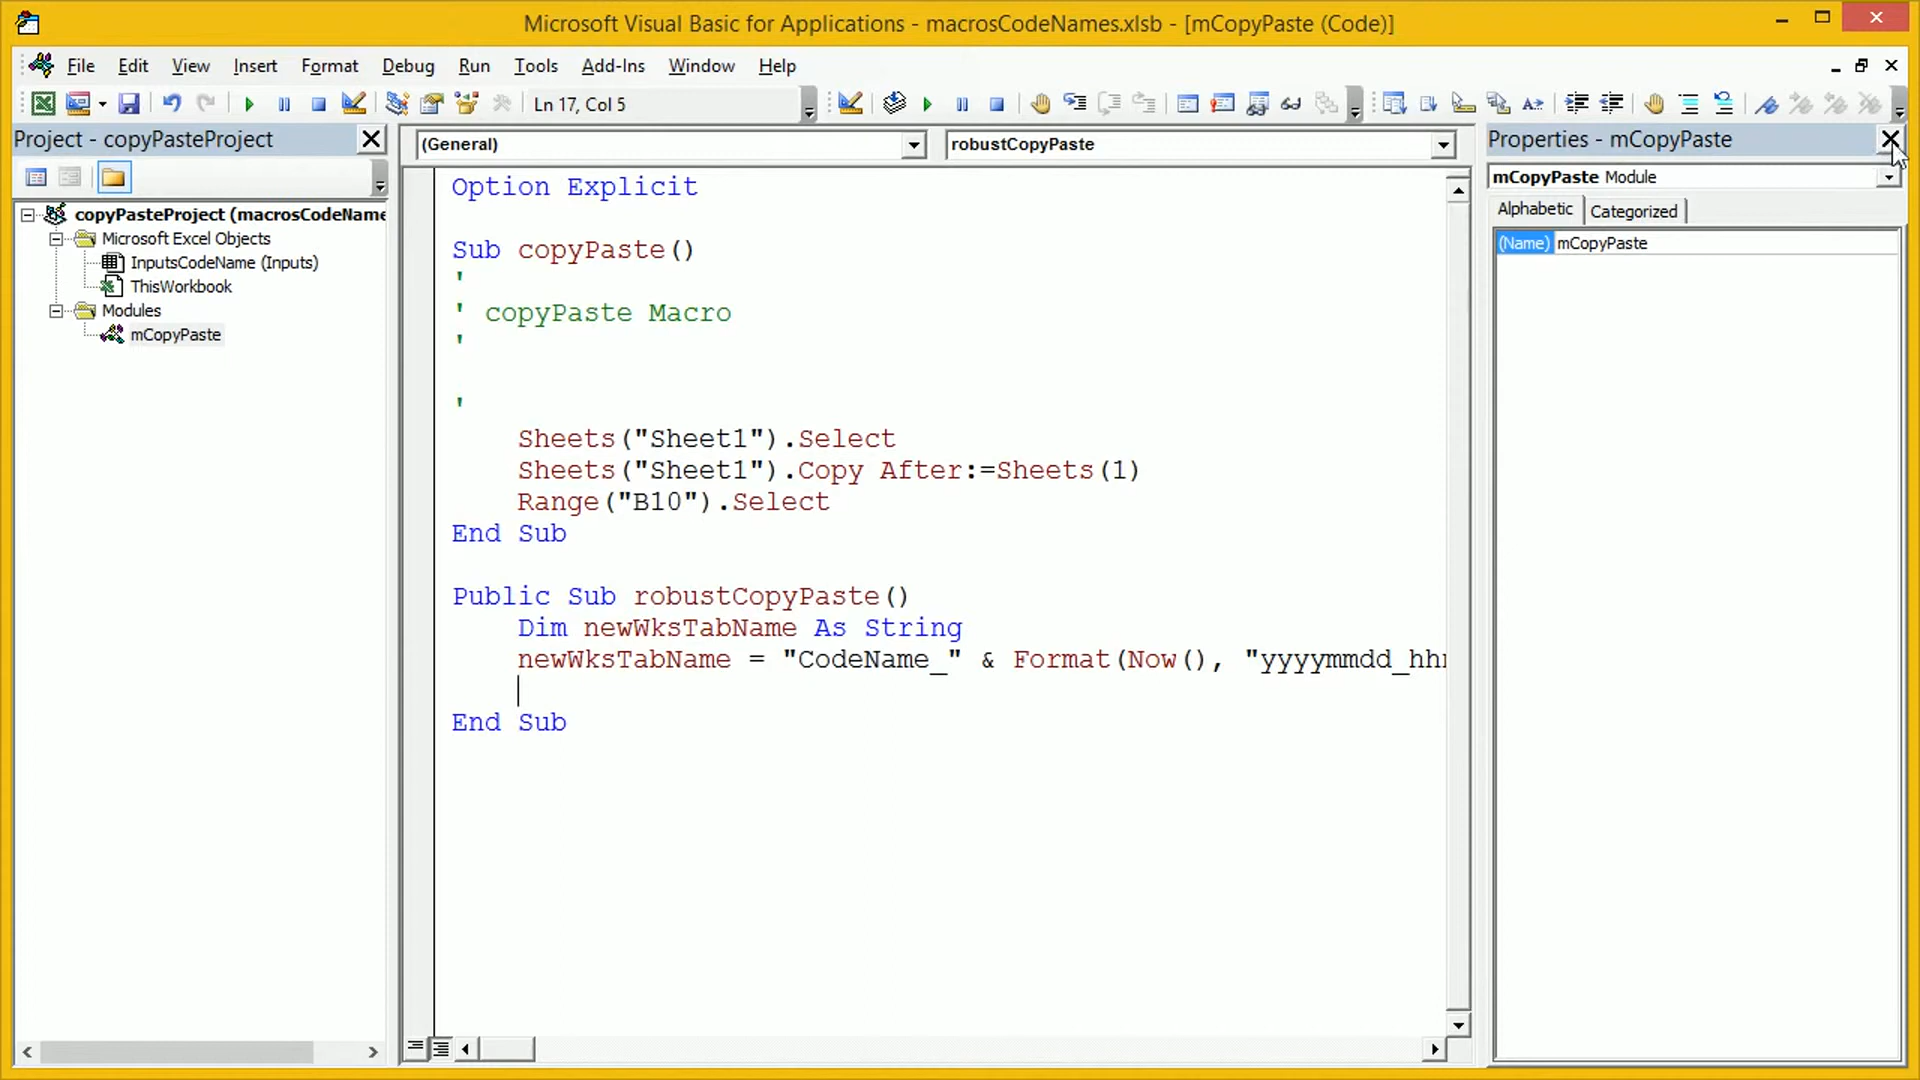 Microsoft Visual Basic for Applications - macrosCodeNames.xlsb - [mCopyPaste (Code)]
File Edit View Insert Format Debug Run Tools Add-Ins Window Help
Ln 17, Col 5
Project - copyPasteProject
copyPasteProject (macrosCodeName
Microsoft Excel Objects
InputsCodeName (Inputs)
ThisWorkbook
Modules
mCopyPaste
(General)
robustCopyPaste
Option Explicit
Sub copyPaste()
'
' copyPaste Macro
'
'
Sheets("Sheet1").Select
Sheets("Sheet1").Copy After:=Sheets(1)
Range("B10").Select
End Sub
Public Sub robustCopyPaste()
Dim newWksTabName As String
newWksTabName = "CodeName_" & Format(Now(), "yyyymmdd_hh
End Sub
Properties - mCopyPaste
mCopyPaste Module
Alphabetic Categorized
(Name) mCopyPaste